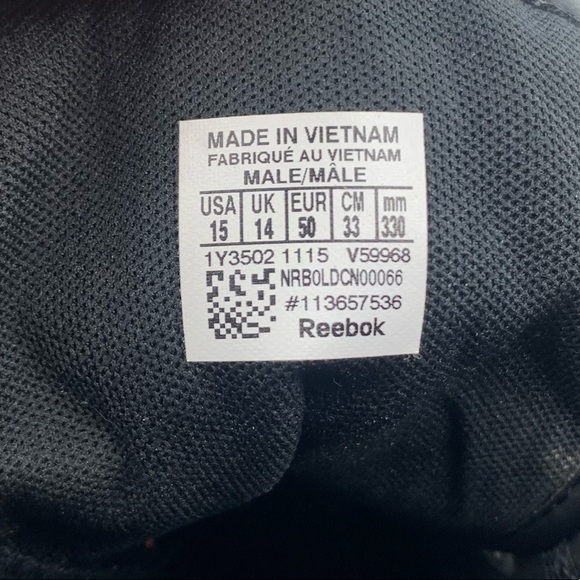 MADE IN VIETNAM
FABRIQUÉ AU VIETNAM
MALE/MÂLE
USA UK EUR CM mm
15 14 50 33 330
1Y3502 1115 V59968
NRB0LDCN00066
#113657536
Reebok